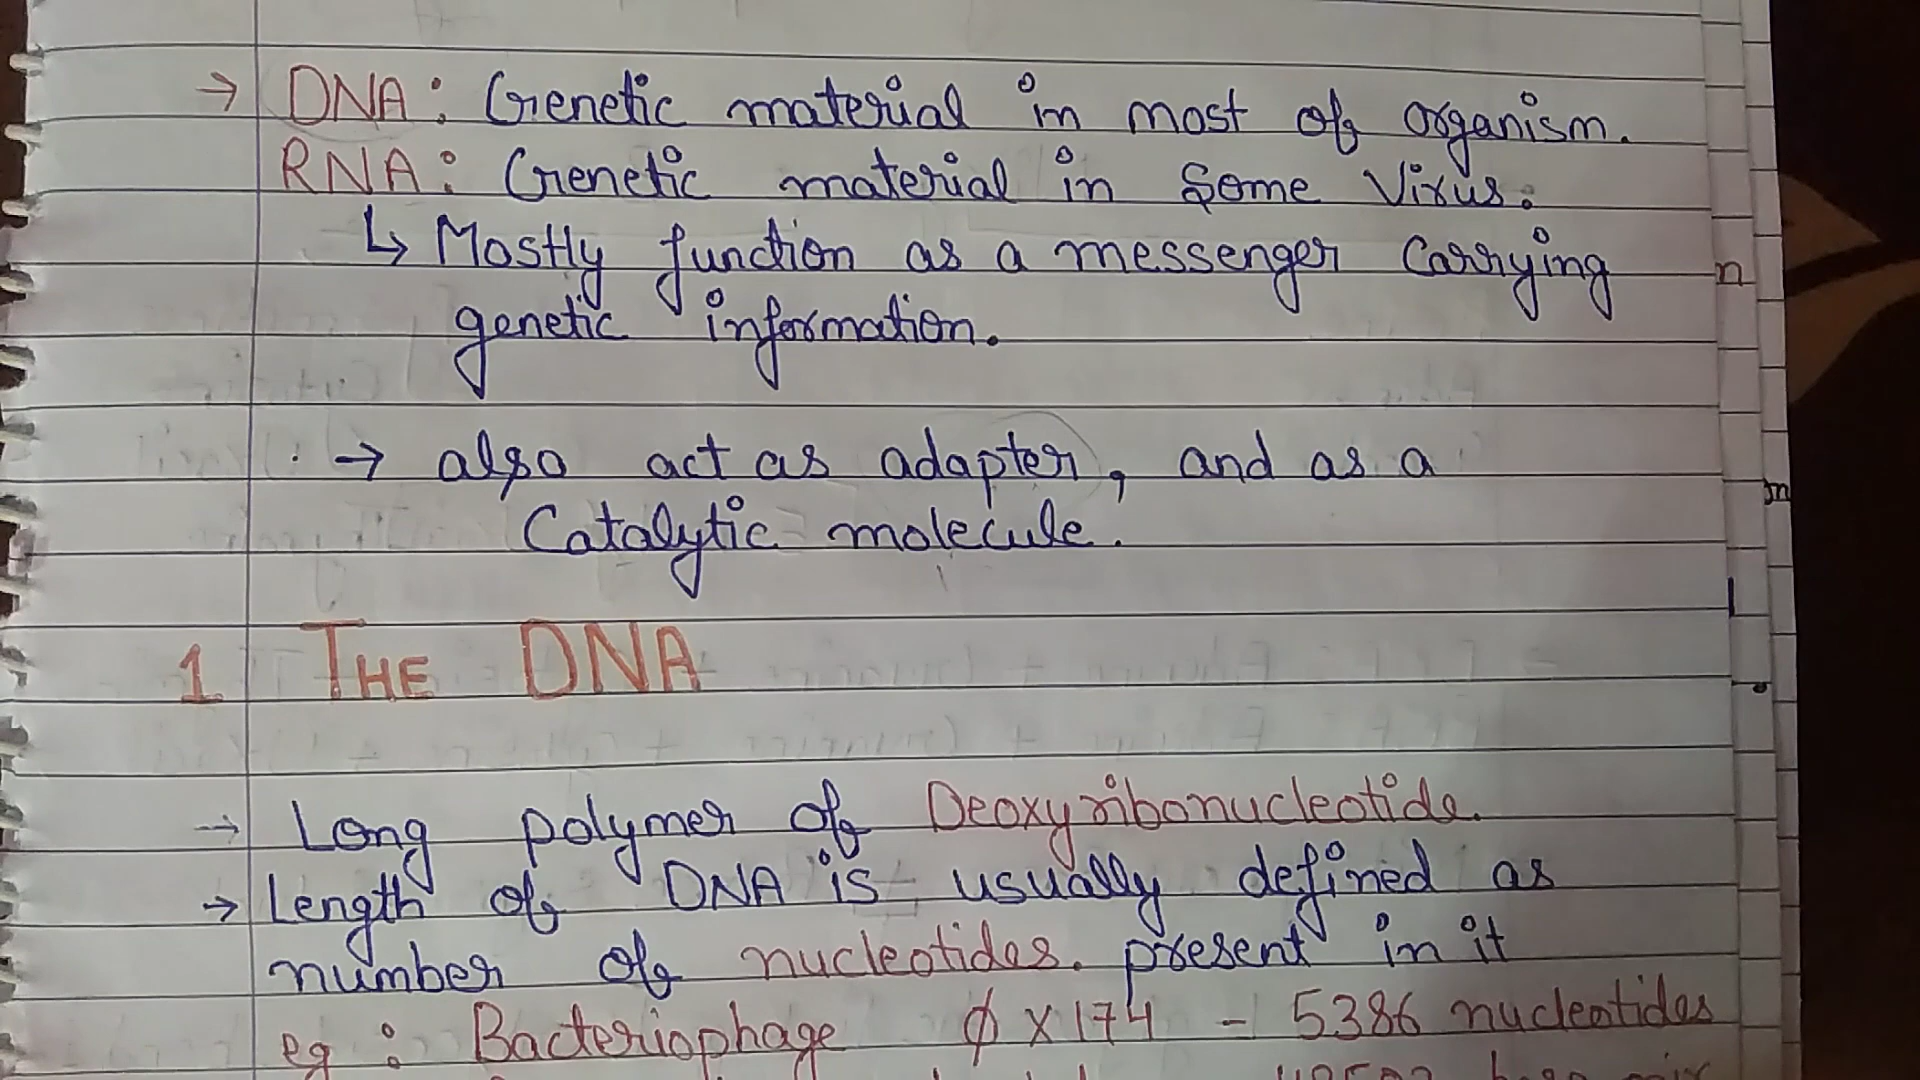 → DNA : Genetic material in most of organism.
RNA : Genetic material in some virus.
↳ Mostly function as a messenger carrying
genetic information.
→ also act as adapter, and as a
Catalytic molecule.
1 THE DNA
→ Long polymer of Deoxyribonucleotide.
→ Length of DNA is usually defined as
number of nucleotides. present in it
eg : Bacteriophage ϕ x 174 - 5386 nucleotides